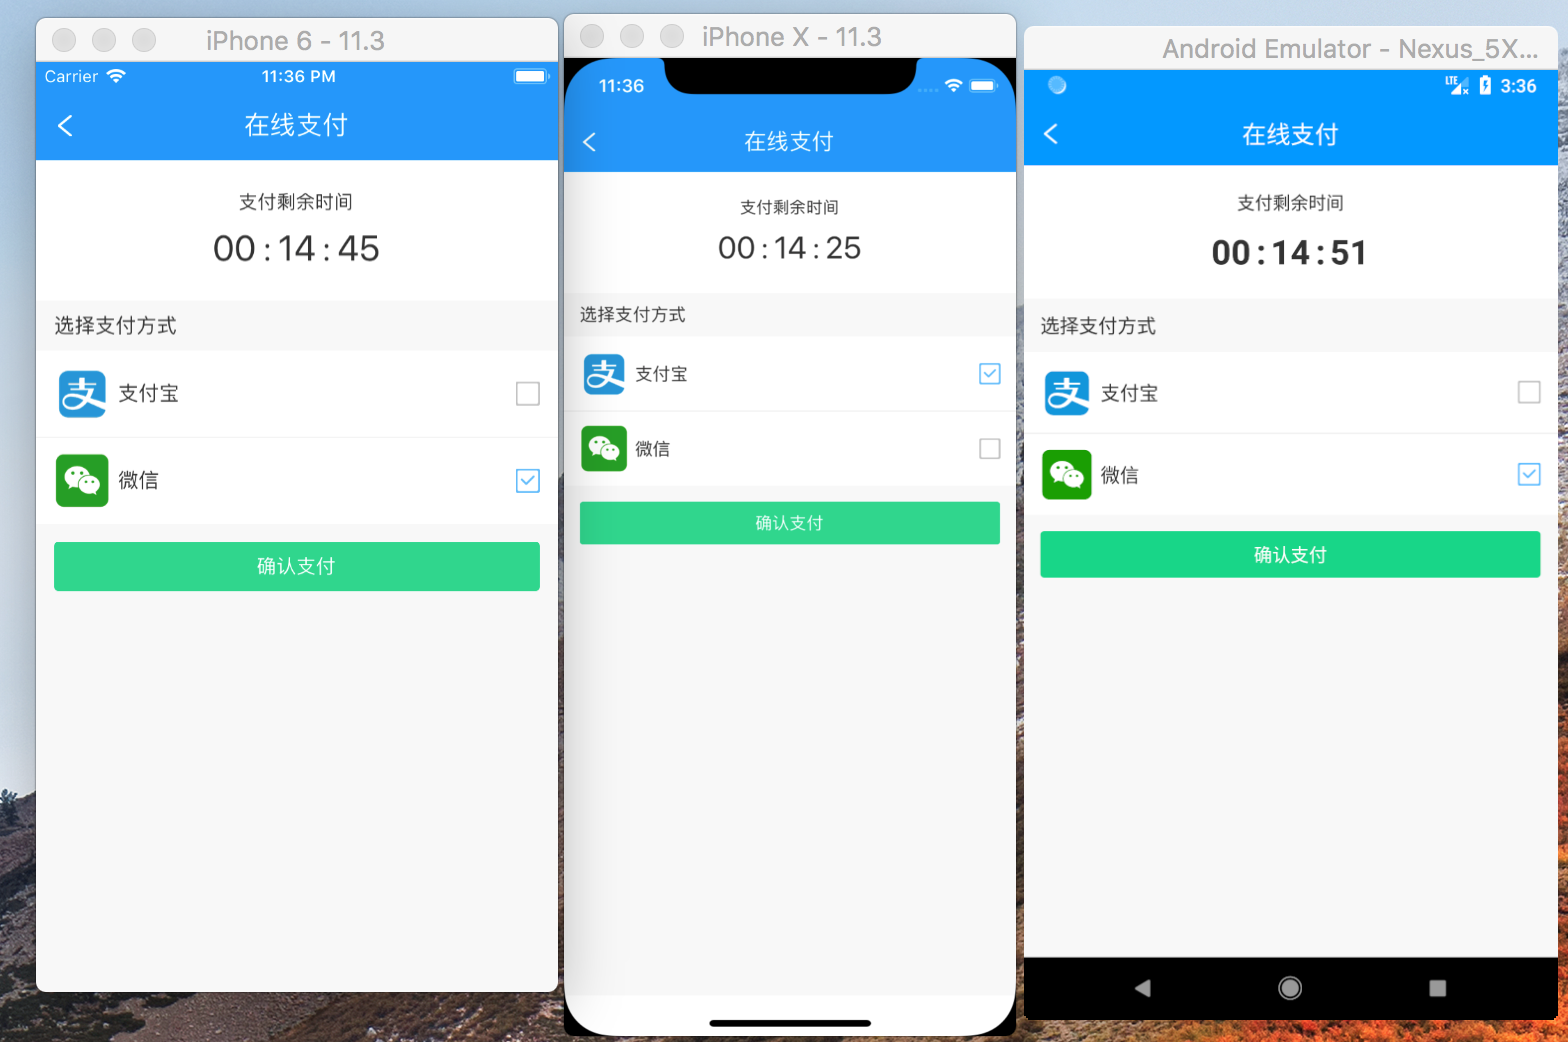 iPhone 6 - 11.3
Carrier 11:36 PM
在线支付
支付剩余时间
00 : 14 : 45
选择支付方式
支 支付宝
微信
确认支付
iPhone X - 11.3
11:36
在线支付
支付剩余时间
00 : 14 : 25
选择支付方式
支 支付宝
微信
确认支付
Android Emulator - Nexus_5X...
LTE 3:36
在线支付
支付剩余时间
00 : 14 : 51
选择支付方式
支 支付宝
微信
确认支付